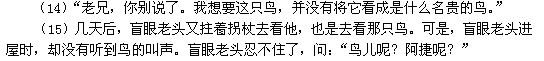 （14）“老兄，你别说了。我想要这只鸟，并没有将它看成是什么名贵的鸟。”
（15）几天后，盲眼老头又拄着拐杖去看他，也是去看那只鸟。可是，盲眼老头进
屋时，却没有听到鸟的叫声。盲眼老头忍不住了，问：“鸟儿呢？阿捷呢？”